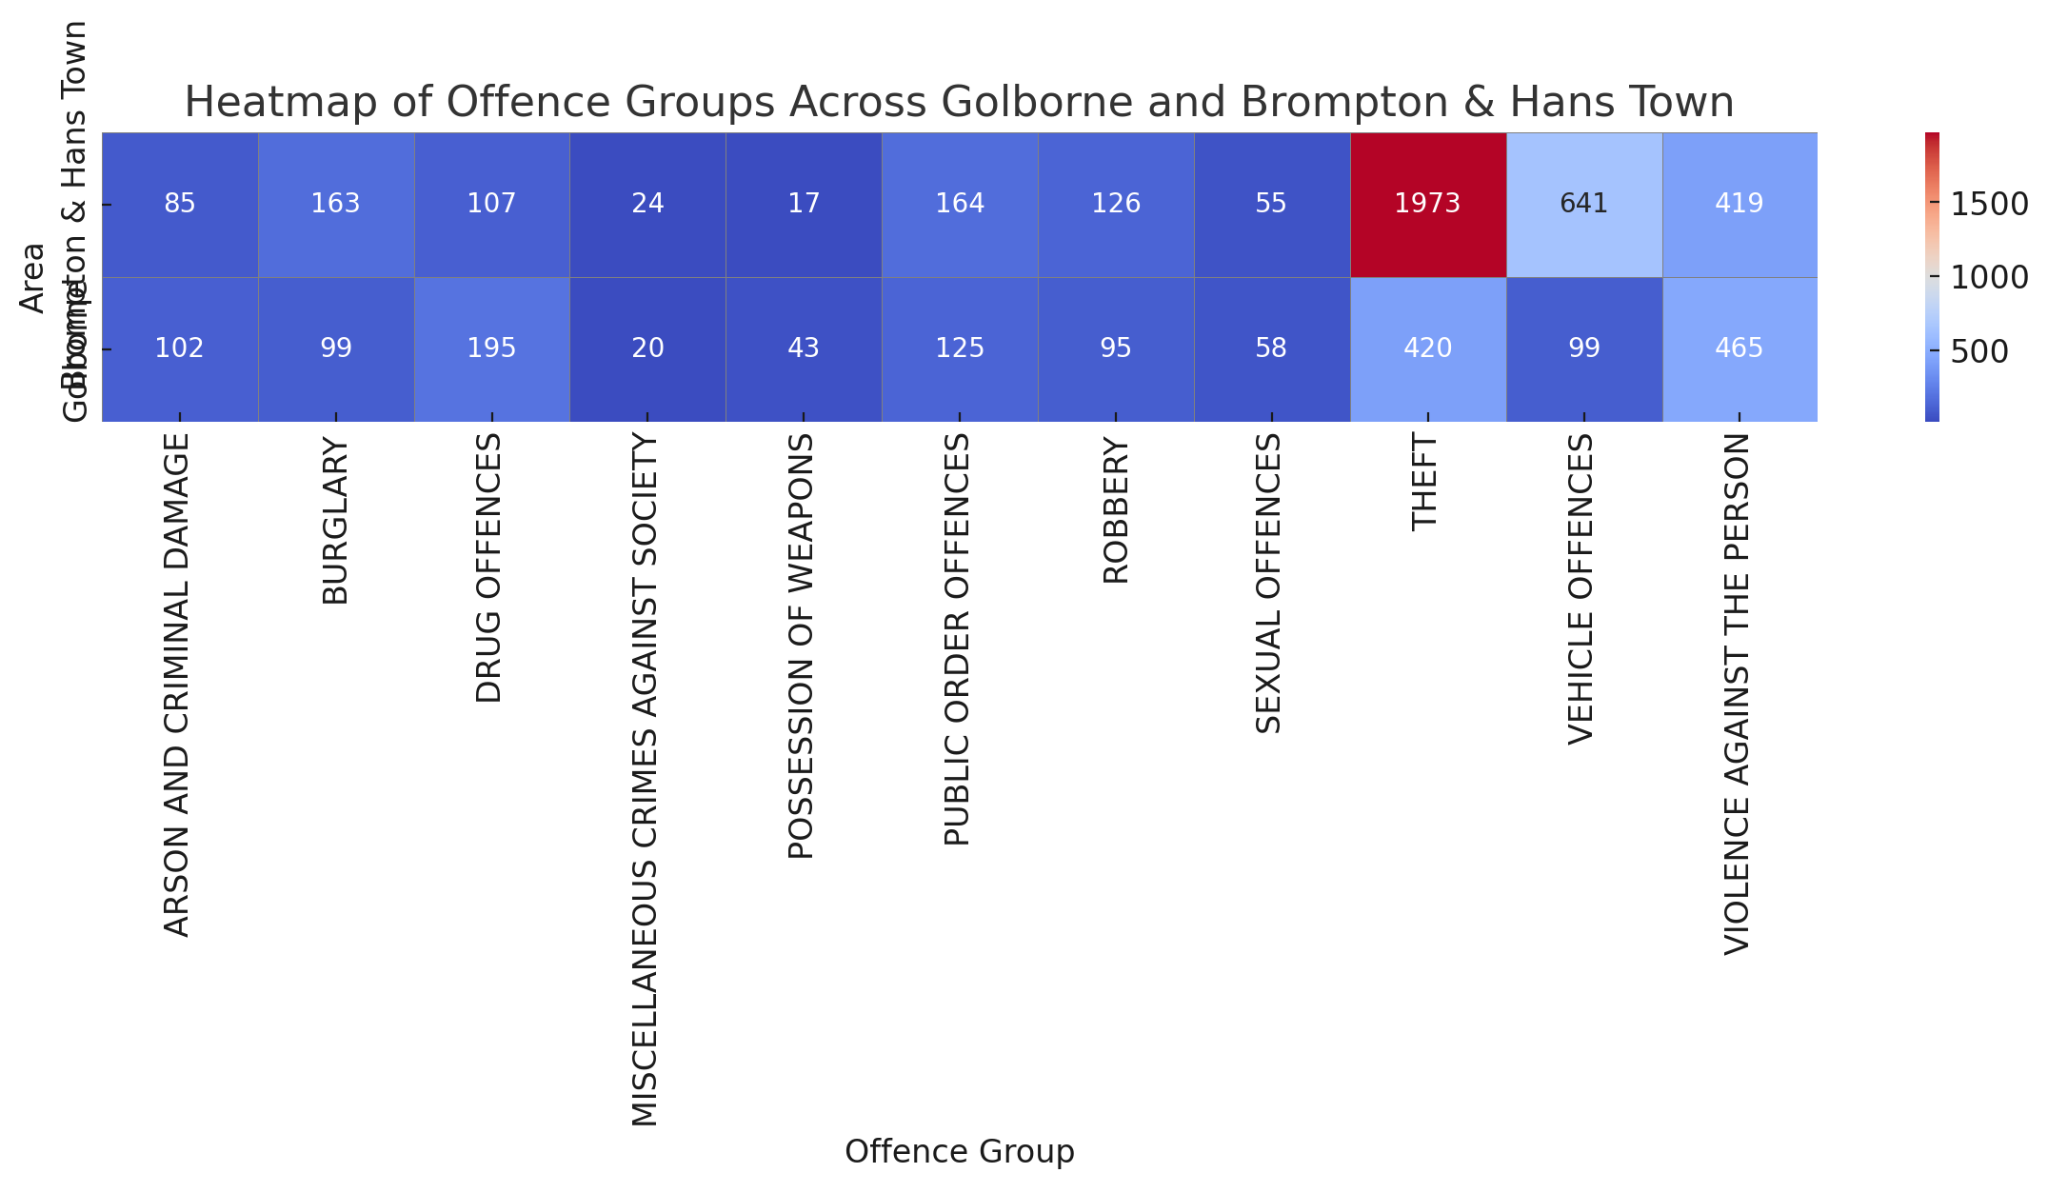 Heatmap of Offence Groups Across Golborne and Brompton & Hans Town
Area
Brompton & Hans Town
85 163 107 24 17 164 126 55 1973 641 419
Golborne
102 99 195 20 43 125 95 58 420 99 465
1500
1000
500
ARSON AND CRIMINAL DAMAGE
BURGLARY
DRUG OFFENCES
MISCELLANEOUS CRIMES AGAINST SOCIETY
POSSESSION OF WEAPONS
PUBLIC ORDER OFFENCES
ROBBERY
SEXUAL OFFENCES
THEFT
VEHICLE OFFENCES
VIOLENCE AGAINST THE PERSON
Offence Group